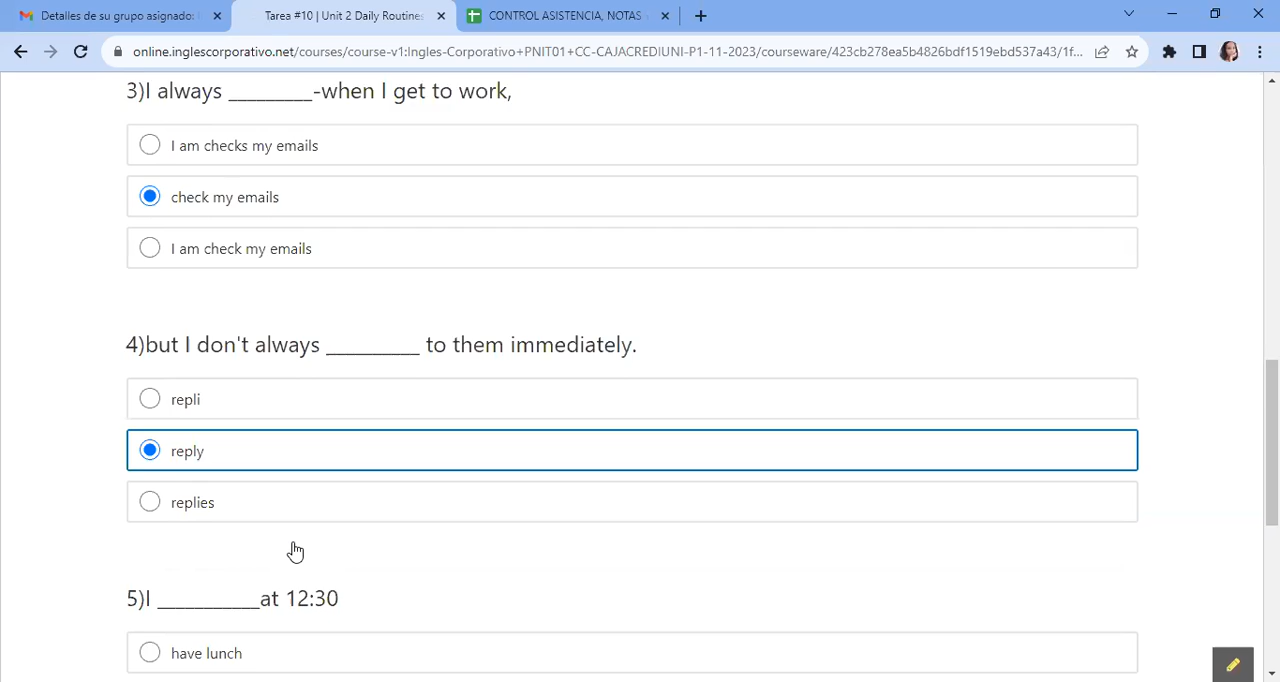 Detalles de su grupo asignado:
Tarea #10 | Unit 2 Daily Routine
CONTROL ASISTENCIA, NOTAS
online.inglescorporativo.net/courses/course-v1:Ingles-Corporativo+PNIT01+CC-CAJACREDIUNI-P1-11-2023/courseware/423cb278ea5b4826bdf1519ebd537a43/1f...
3)I always ________-when I get to work,
I am checks my emails
check my emails
I am check my emails
4)but I don't always _________ to them immediately.
repli
reply
replies
5)I __________at 12:30
have lunch